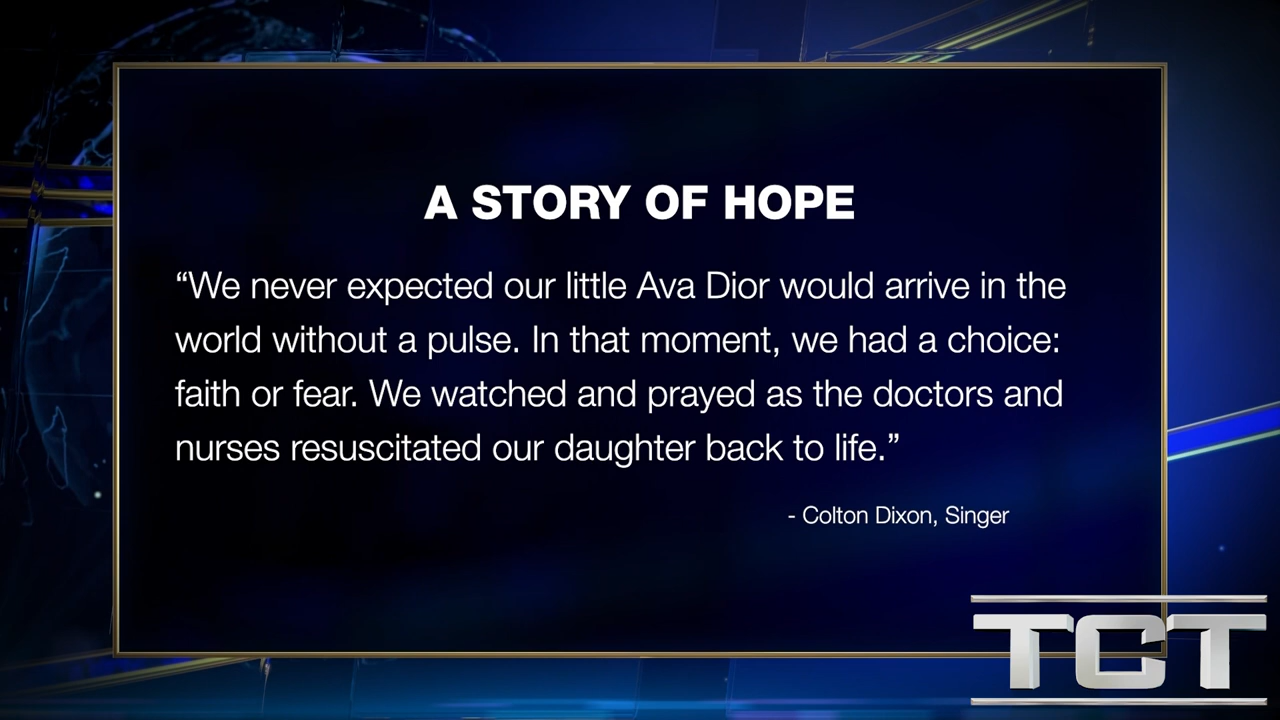 A STORY OF HOPE
“We never expected our little Ava Dior would arrive in the
world without a pulse. In that moment, we had a choice:
faith or fear. We watched and prayed as the doctors and
nurses resuscitated our daughter back to life.”
- Colton Dixon, Singer
TCT